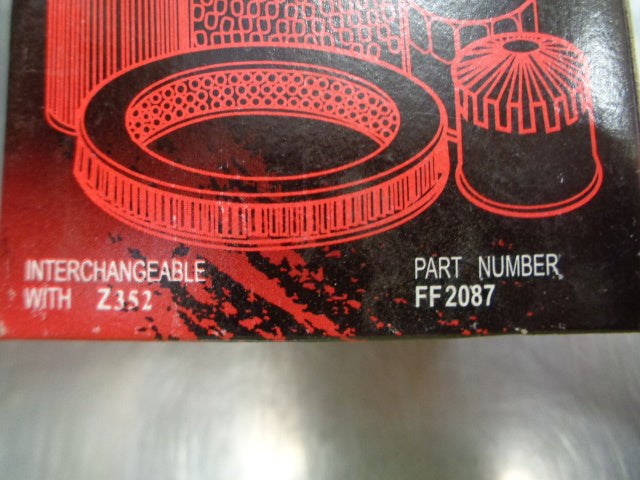 INTERCHANGEABLE
WITH Z352
PART NUMBER
FF2087